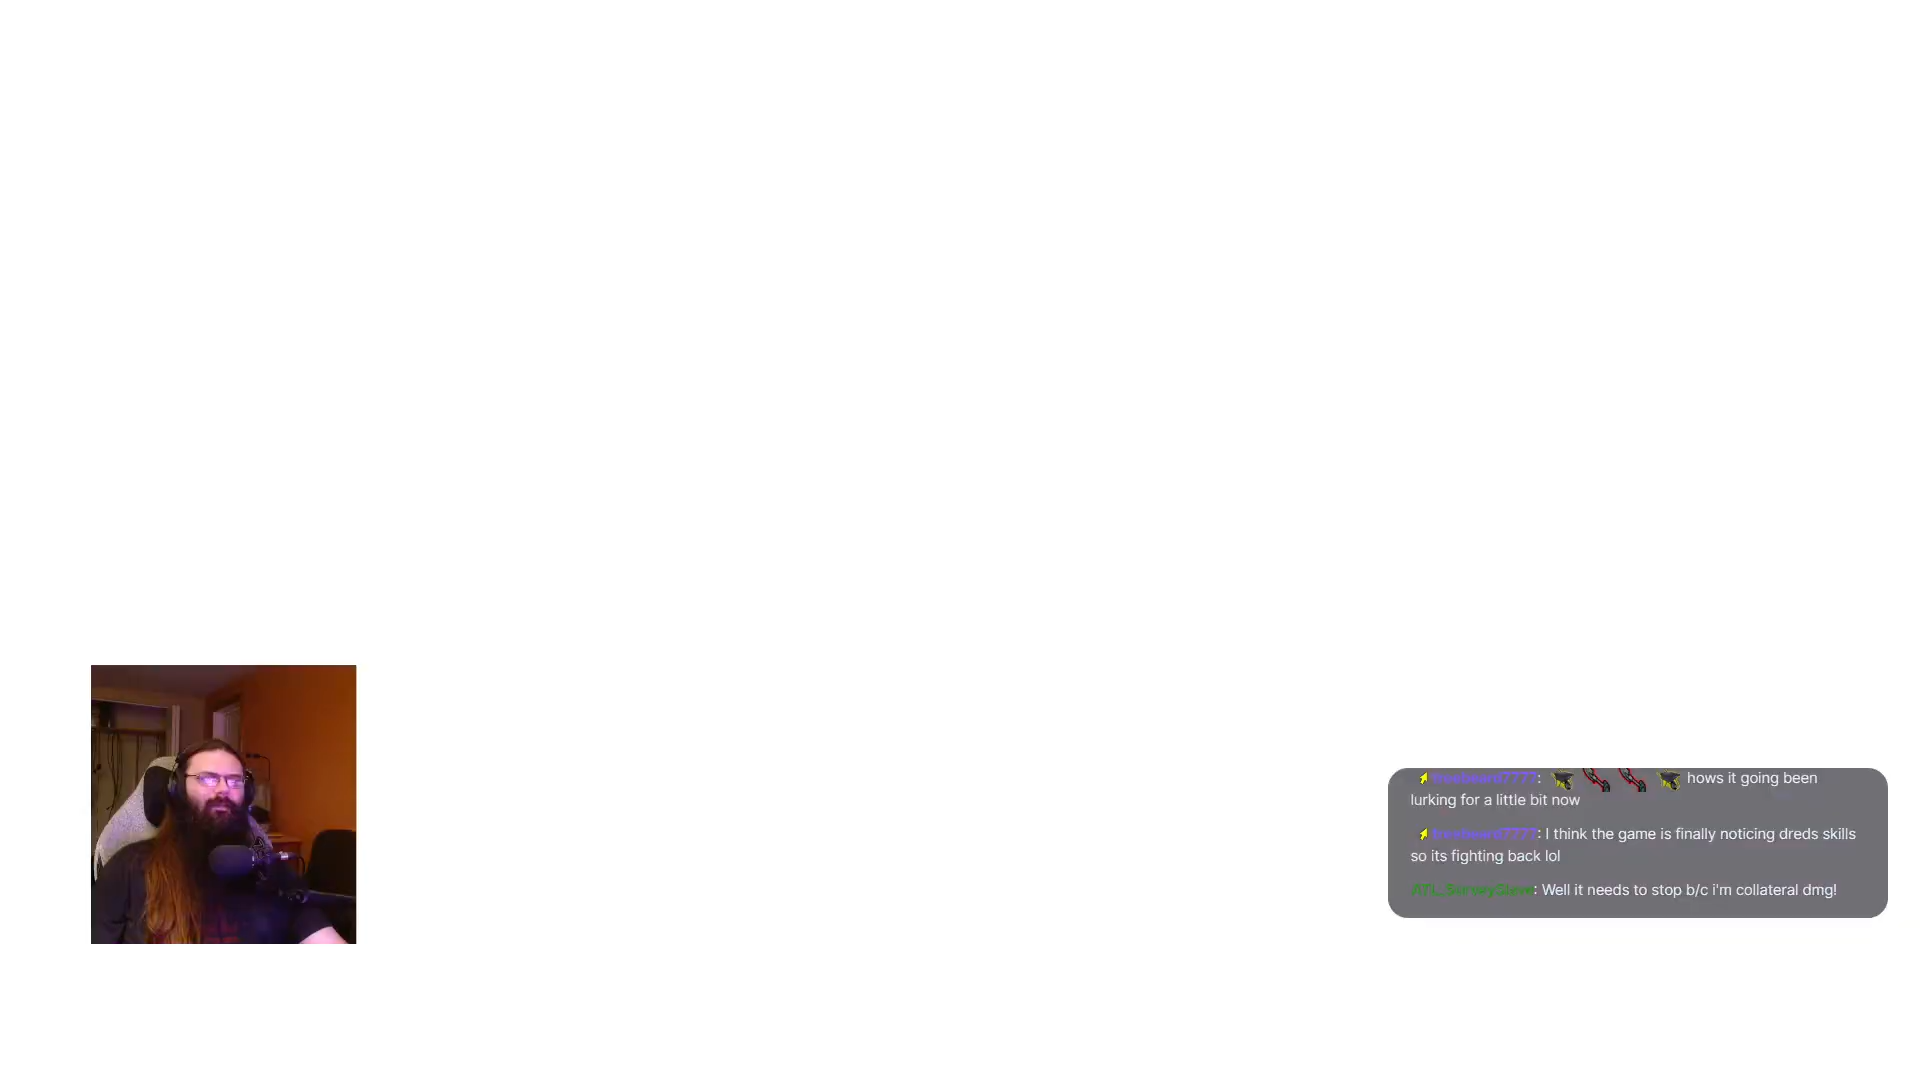 : hows it going been
lurking for a little bit now
: I think the game is finally noticing dreds skills
so its fighting back lol
: Well it needs to stop b/c i'm collateral dmg!